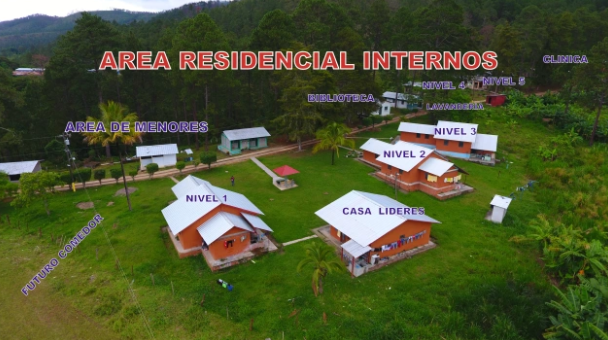 AREA RESIDENCIAL INTERNOS
CLINICA
NIVEL 4
NIVEL 5
BIBLIOTECA
LAVANDERIA
AREA DE MENORES
NIVEL 3
NIVEL 2
NIVEL 1
CASA LIDERES
FUTURO COMEDOR